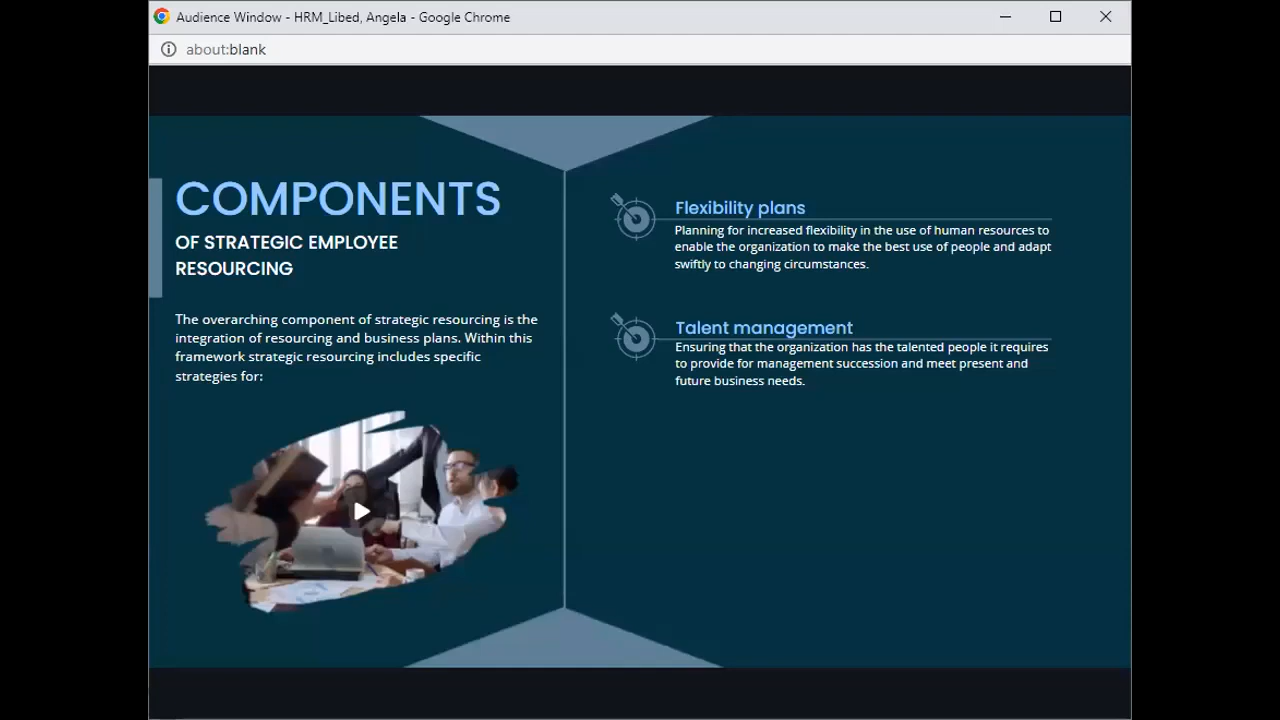 Audience Window - HRM_Libed, Angela - Google Chrome
about:blank
COMPONENTS
OF STRATEGIC EMPLOYEE
RESOURCING
The overarching component of strategic resourcing is the
integration of resourcing and business plans. Within this
framework strategic resourcing includes specific
strategies for:
Flexibility plans
Planning for increased flexibility in the use of human resources to
enable the organization to make the best use of people and adapt
swiftly to changing circumstances.
Talent management
Ensuring that the organization has the talented people it requires
to provide for management succession and meet present and
future business needs.